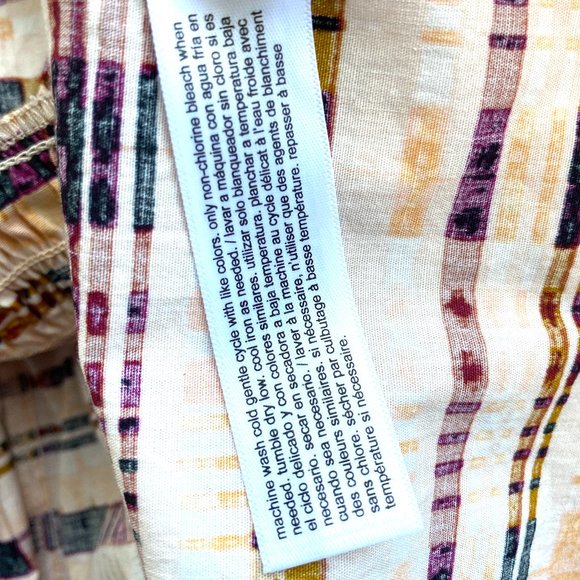 machine wash cold gentle cycle with like colors. only non-chlorine bleach when
needed. tumble dry low. cool iron as needed. / lavar a máquina con agua fría en
el ciclo delicado y con colores similares. utilizar solo blanqueador sin cloro si es
necesario. secar en secadora a baja temperatura. planchar a temperatura baja
cuando sea necesario. / laver à la machine au cycle délicat à l'eau froide avec
des couleurs similaires. si nécessaire, n'utiliser que des agents de blanchiment
sans chlore. sécher par culbutage à basse température. repasser à basse
température si nécessaire.